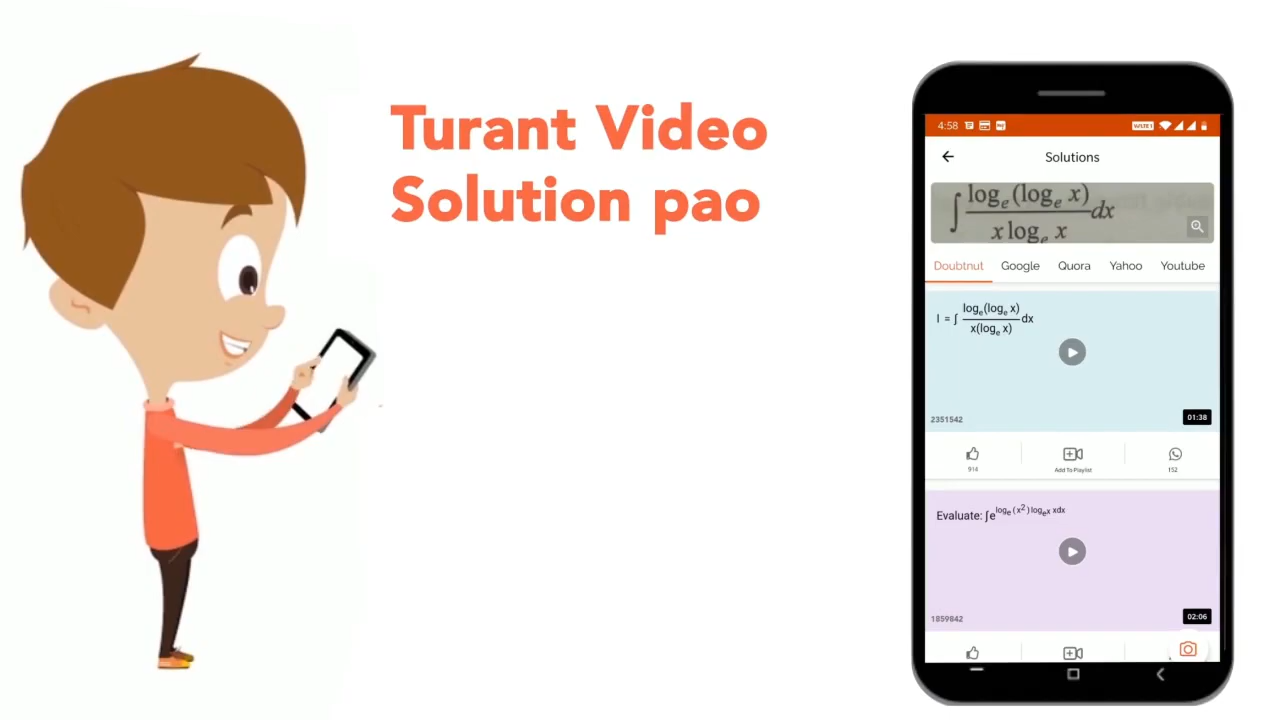 Turant Video
Solution pao
4:58
VoLTE1
Solutions
∫ logₑ(logₑ x) / x logₑ x dx
Doubtnut Google Quora Yahoo Youtube
I = ∫ logₑ(logₑ x) / x(logₑ x) dx
2351542 01:38
914 Add To Playlist 152
Evaluate: ∫e^logₑ(x²)logₑx xdx
1859842 02:06